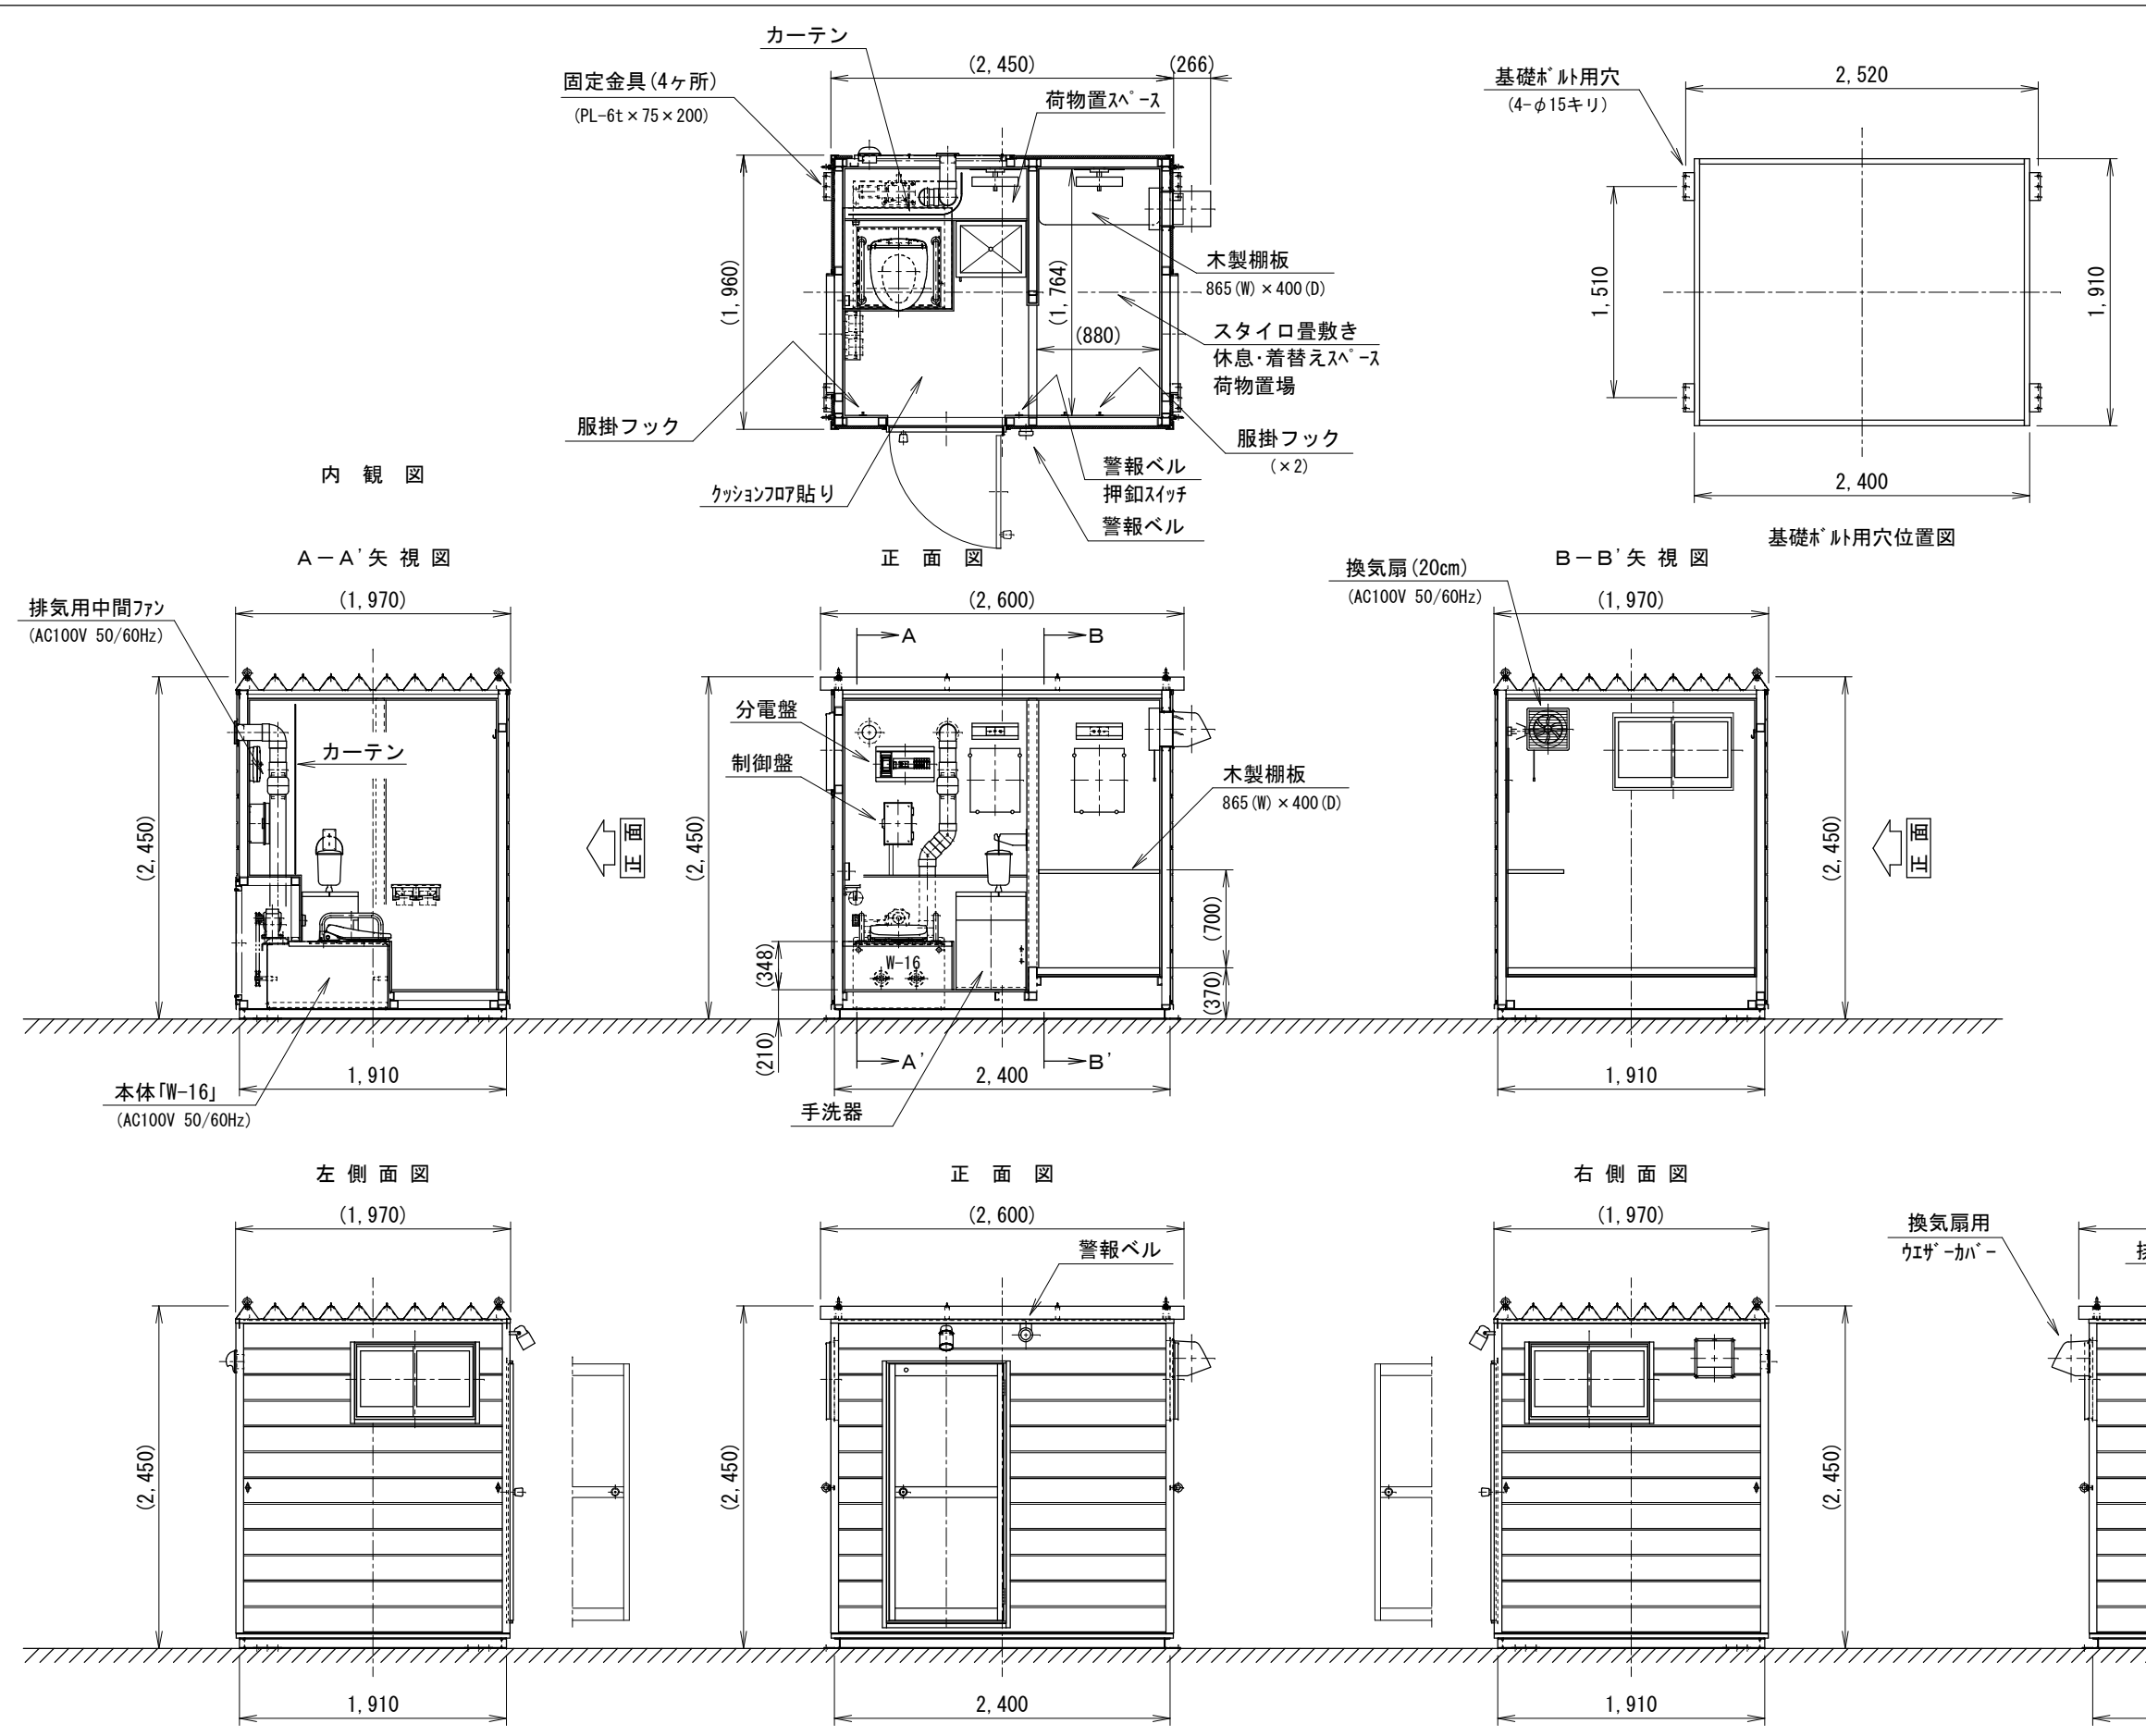 カーテン
(2,450)
(266)
固定金具(4ヶ所)
(PL-6t×75×200)
荷物置スペース
基礎ボルト用穴
(4-φ15キリ)
2,520
(1,960)
(1,764)
(880)
木製棚板
865(W)×400(D)
スタイロ畳敷き
休息・着替えスペース
荷物置場
1,510
1,910
服掛フック
服掛フック
(×2)
警報ベル
押釦スイッチ
警報ベル
クッションフロア貼り
2,400
基礎ボルト用穴位置図
内観図
A-A'矢視図
正面図
B-B'矢視図
排気用中間ファン
(AC100V 50/60Hz)
(1,970)
(2,600)
換気扇(20cm)
(AC100V 50/60Hz)
(1,970)
A
B
分電盤
制御盤
カーテン
木製棚板
865(W)×400(D)
(2,450)
正面
(2,450)
(2,450)
正面
(700)
(348)
W-16
(370)
(210)
A'
B'
1,910
2,400
1,910
本体「W-16」
(AC100V 50/60Hz)
手洗器
左側面図
正面図
右側面図
(1,970)
(2,600)
(1,970)
警報ベル
換気扇用
ウエザーカバー
(2,450)
(2,450)
(2,450)
1,910
2,400
1,910